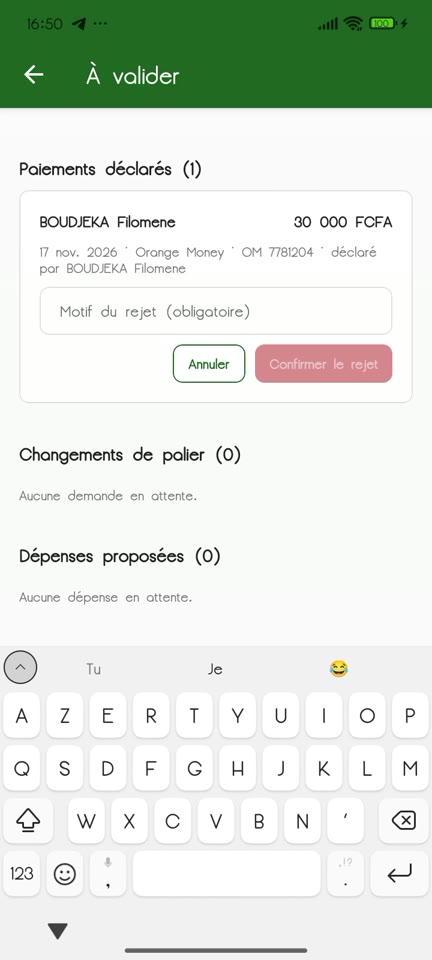 16:50
100
À valider
Paiements déclarés (1)
BOUDJEKA Filomene 30 000 FCFA
17 nov. 2026 · Orange Money · OM 7781204 · déclaré
par BOUDJEKA Filomene
Motif du rejet (obligatoire)
Annuler Confirmer le rejet
Changements de palier (0)
Aucune demande en attente.
Dépenses proposées (0)
Aucune dépense en attente.
Tu Je 😂
A Z E R T Y U I O P
Q S D F G H J K L M
W X C V B N '
123 , .
,!?